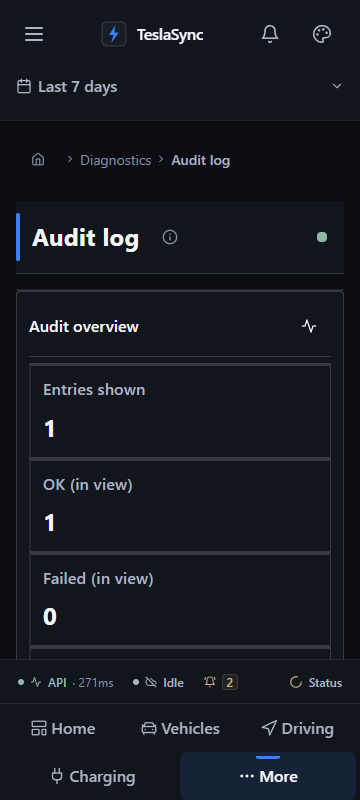 TeslaSync
Last 7 days
Diagnostics Audit log
Audit log
Audit overview
Entries shown
1
OK (in view)
1
Failed (in view)
0
API · 271ms Idle 2 Status
Home Vehicles Driving
Charging More